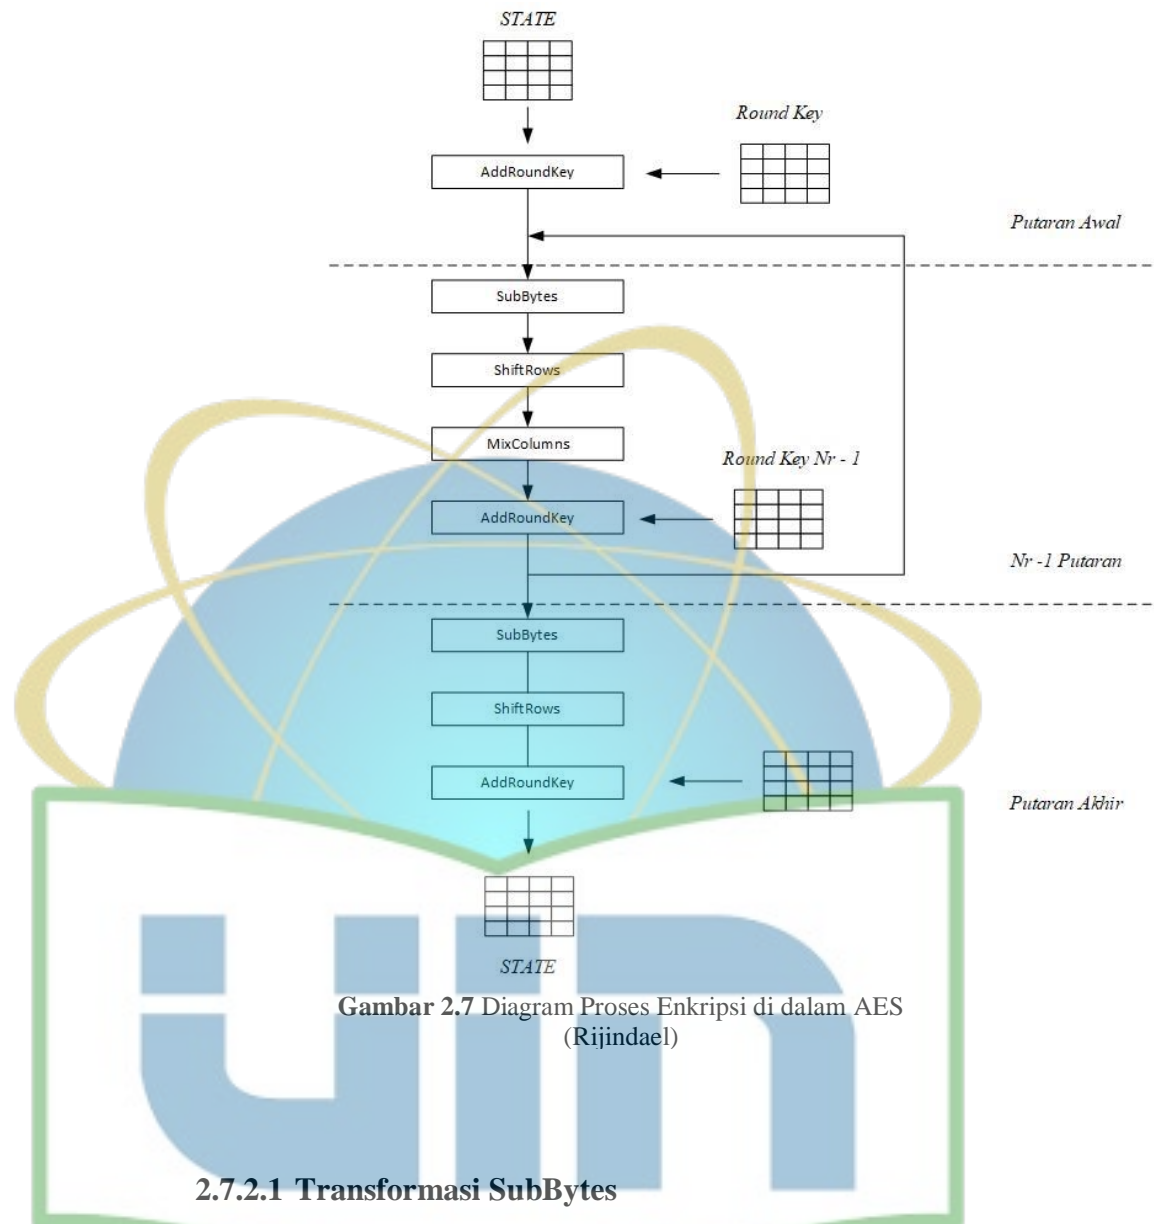 STATE
Round Key
AddRoundKey
Putaran Awal
SubBytes
ShiftRows
MixColumns
Round Key Nr - 1
AddRoundKey
Nr -1 Putaran
SubBytes
ShiftRows
AddRoundKey
Putaran Akhir
STATE
Gambar 2.7 Diagram Proses Enkripsi di dalam AES
(Rijindael)
uin
2.7.2.1 Transformasi SubBytes